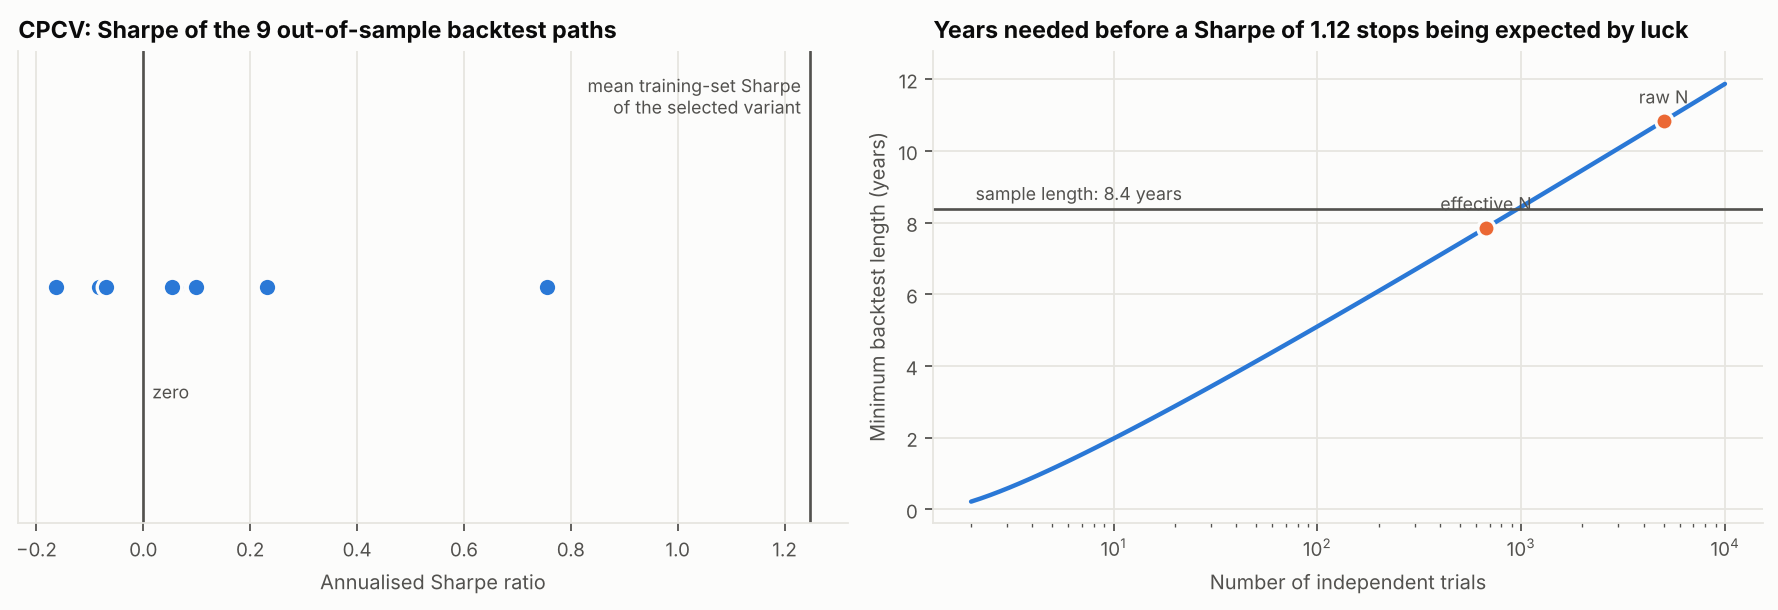 CPCV: Sharpe of the 9 out-of-sample backtest paths
mean training-set Sharpe
of the selected variant
zero
−0.2 0.0 0.2 0.4 0.6 0.8 1.0 1.2
Annualised Sharpe ratio
Years needed before a Sharpe of 1.12 stops being expected by luck
Minimum backtest length (years)
12
10
8
6
4
2
0
raw N
sample length: 8.4 years
effective N
10¹ 10² 10³ 10⁴
Number of independent trials